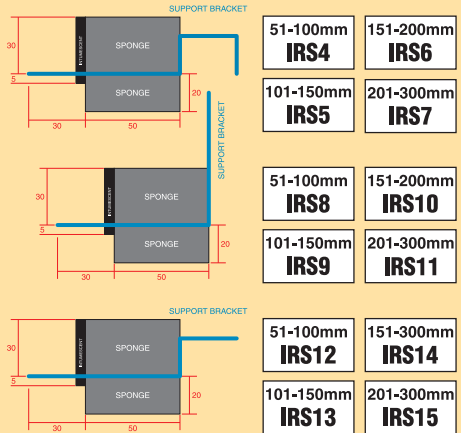 SUPPORT BRACKET
30
5
INTUMESCENT
SPONGE
SPONGE
20
30
50
51-100mm
IRS4
151-200mm
IRS6
101-150mm
IRS5
201-300mm
IRS7
SUPPORT BRACKET
30
5
INTUMESCENT
SPONGE
SPONGE
20
30
50
51-100mm
IRS8
151-200mm
IRS10
101-150mm
IRS9
201-300mm
IRS11
SUPPORT BRACKET
30
5
INTUMESCENT
SPONGE
SPONGE
20
30
50
51-100mm
IRS12
151-300mm
IRS14
101-150mm
IRS13
201-300mm
IRS15